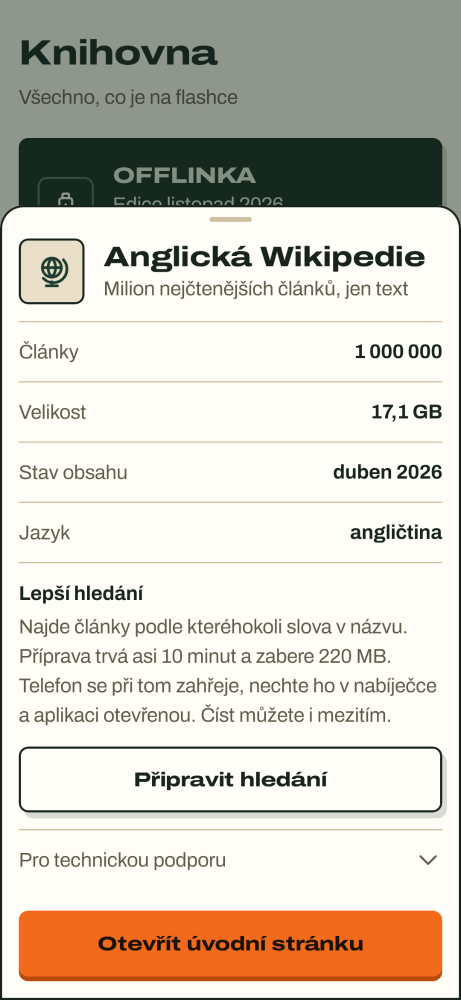 Knihovna
Všechno, co je na flashce
OFFLINKA
Edice listopad 2026
Anglická Wikipedie
Milion nejčtenějších článků, jen text
Články 1 000 000
Velikost 17,1 GB
Stav obsahu duben 2026
Jazyk angličtina
Lepší hledání
Najde články podle kteréhokoli slova v názvu.
Příprava trvá asi 10 minut a zabere 220 MB.
Telefon se při tom zahřeje, nechte ho v nabíječce
a aplikaci otevřenou. Číst můžete i mezitím.
Připravit hledání
Pro technickou podporu
Otevřít úvodní stránku